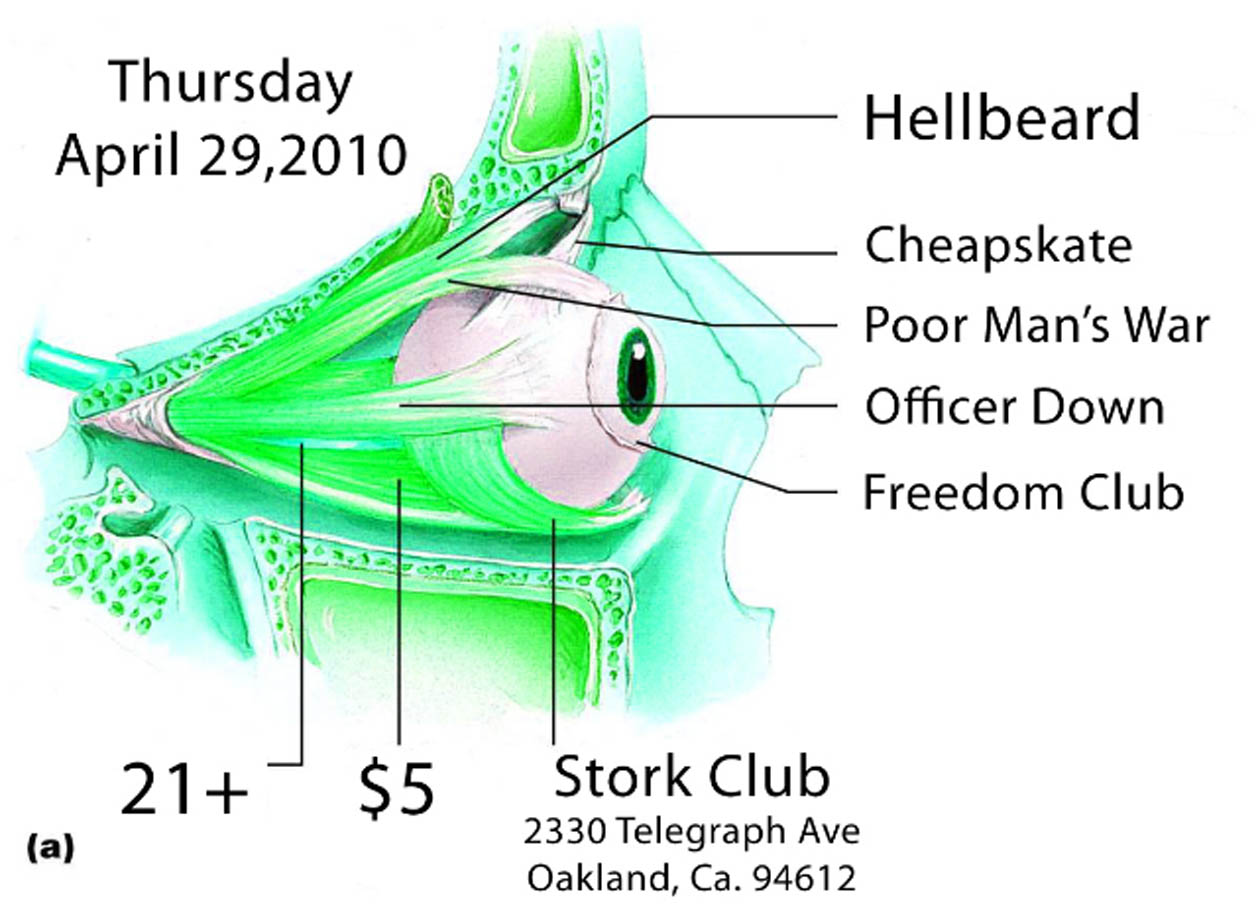 Thursday
April 29,2010
Hellbeard
Cheapskate
Poor Man's War
Officer Down
Freedom Club
21+
$5
Stork Club
2330 Telegraph Ave
Oakland, Ca. 94612
(a)